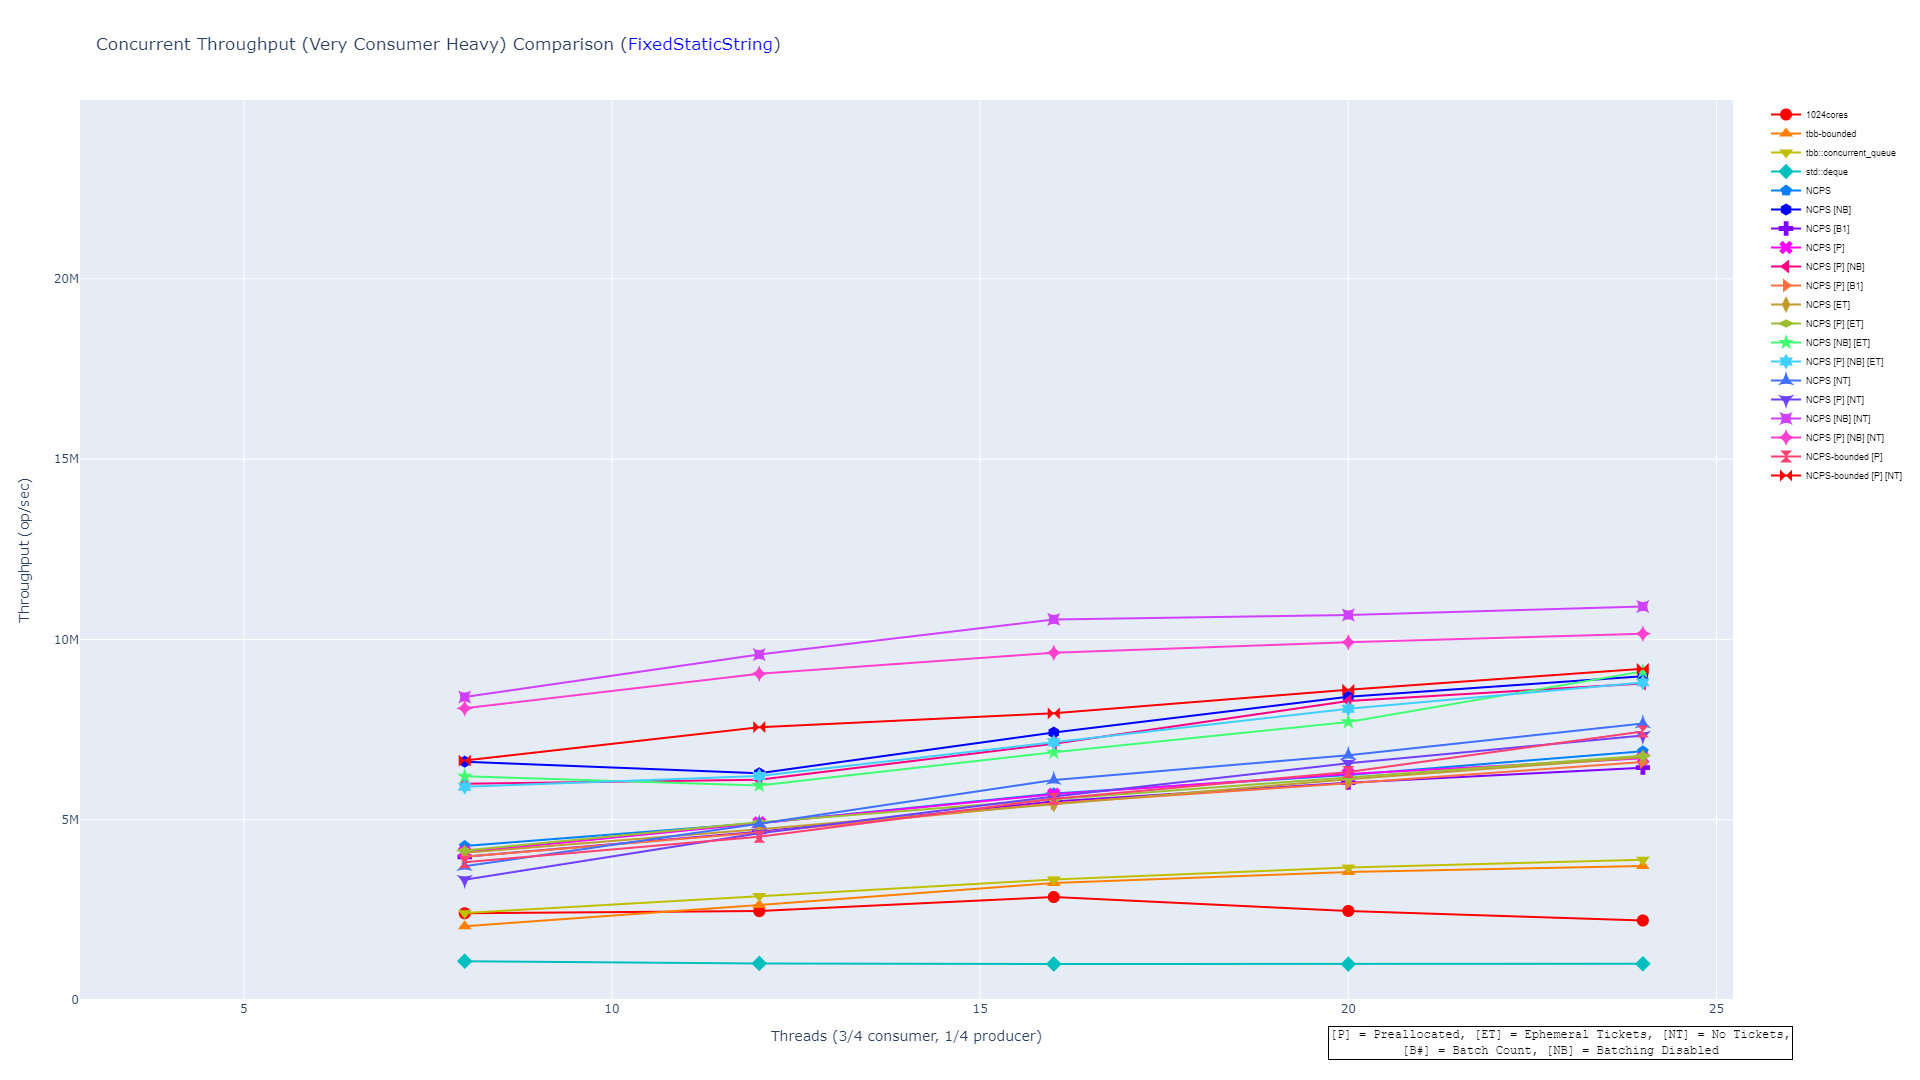 Concurrent Throughput (Very Consumer Heavy) Comparison (FixedStaticString)
1024cores
tbb-bounded
tbb::concurrent_queue
std::deque
NCPS
NCPS [NB]
NCPS [B1]
NCPS [P]
NCPS [P] [NB]
NCPS [P] [B1]
NCPS [ET]
NCPS [P] [ET]
NCPS [NB] [ET]
NCPS [P] [NB] [ET]
NCPS [NT]
NCPS [P] [NT]
NCPS [NB] [NT]
NCPS [P] [NB] [NT]
NCPS-bounded [P]
NCPS-bounded [P] [NT]
20M
15M
10M
5M
0
Throughput (op/sec)
5 10 15 20 25
Threads (3/4 consumer, 1/4 producer)
[P] = Preallocated, [ET] = Ephemeral Tickets, [NT] = No Tickets,
[B#] = Batch Count, [NB] = Batching Disabled